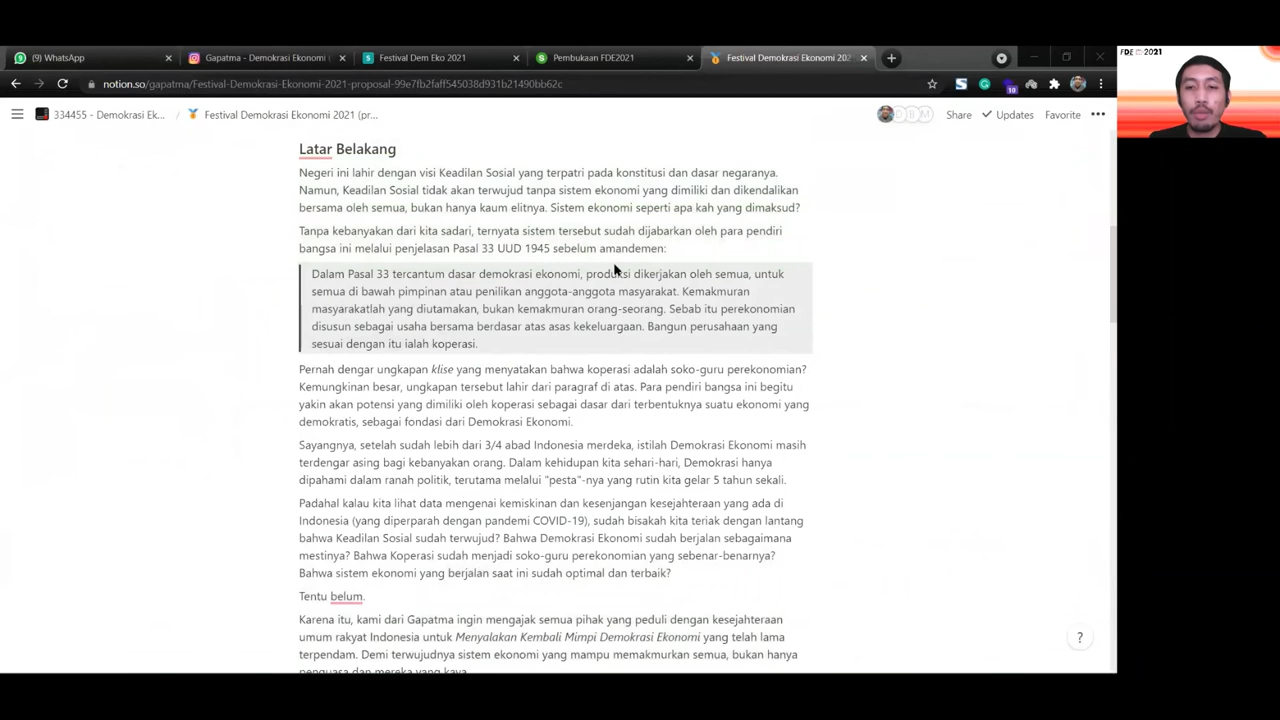 (9) WhatsApp
Gapatma - Demokrasi Ekonomi (
Festival Dem Eko 2021
Pembukaan FDE2021
Festival Demokrasi Ekonomi 202
FDE 2021
notion.so/gapatma/Festival-Demokrasi-Ekonomi-2021-proposal-99e7fb2faff5475038d931b21490bb62c
10
334455 - Demokrasi Ek...
/
Festival Demokrasi Ekonomi 2021 (pr...
D B M
Share
Updates
Favorite
Latar Belakang
Negeri ini lahir dengan visi Keadilan Sosial yang terpatri pada konstitusi dan dasar negaranya.
Namun, Keadilan Sosial tidak akan terwujud tanpa sistem ekonomi yang dimiliki dan dikendalikan
bersama oleh semua, bukan hanya kaum elitnya. Sistem ekonomi seperti apa kah yang dimaksud?
Tanpa kebanyakan dari kita sadari, ternyata sistem tersebut sudah dijabarkan oleh para pendiri
bangsa ini melalui penjelasan Pasal 33 UUD 1945 sebelum amandemen:
Dalam Pasal 33 tercantum dasar demokrasi ekonomi, produksi dikerjakan oleh semua, untuk
semua di bawah pimpinan atau penilikan anggota-anggota masyarakat. Kemakmuran
masyarakatlah yang diutamakan, bukan kemakmuran orang-seorang. Sebab itu perekonomian
disusun sebagai usaha bersama berdasar atas asas kekeluargaan. Bangun perusahaan yang
sesuai dengan itu ialah koperasi.
Pernah dengar ungkapan klise yang menyatakan bahwa koperasi adalah soko-guru perekonomian?
Kemungkinan besar, ungkapan tersebut lahir dari paragraf di atas. Para pendiri bangsa ini begitu
yakin akan potensi yang dimiliki oleh koperasi sebagai dasar dari terbentuknya suatu ekonomi yang
demokratis, sebagai fondasi dari Demokrasi Ekonomi.
Sayangnya, setelah sudah lebih dari 3/4 abad Indonesia merdeka, istilah Demokrasi Ekonomi masih
terdengar asing bagi kebanyakan orang. Dalam kehidupan kita sehari-hari, Demokrasi hanya
dipahami dalam ranah politik, terutama melalui "pesta"-nya yang rutin kita gelar 5 tahun sekali.
Padahal kalau kita lihat data mengenai kemiskinan dan kesenjangan kesejahteraan yang ada di
Indonesia (yang diperparah dengan pandemi COVID-19), sudah bisakah kita teriak dengan lantang
bahwa Keadilan Sosial sudah terwujud? Bahwa Demokrasi Ekonomi sudah berjalan sebagaimana
mestinya? Bahwa Koperasi sudah menjadi soko-guru perekonomian yang sebenar-benarnya?
Bahwa sistem ekonomi yang berjalan saat ini sudah optimal dan terbaik?
Tentu belum.
Karena itu, kami dari Gapatma ingin mengajak semua pihak yang peduli dengan kesejahteraan
umum rakyat Indonesia untuk Menyalakan Kembali Mimpi Demokrasi Ekonomi yang telah lama
terpendam. Demi terwujudnya sistem ekonomi yang mampu memakmurkan semua, bukan hanya
penguasa dan mereka yang kaya.
?